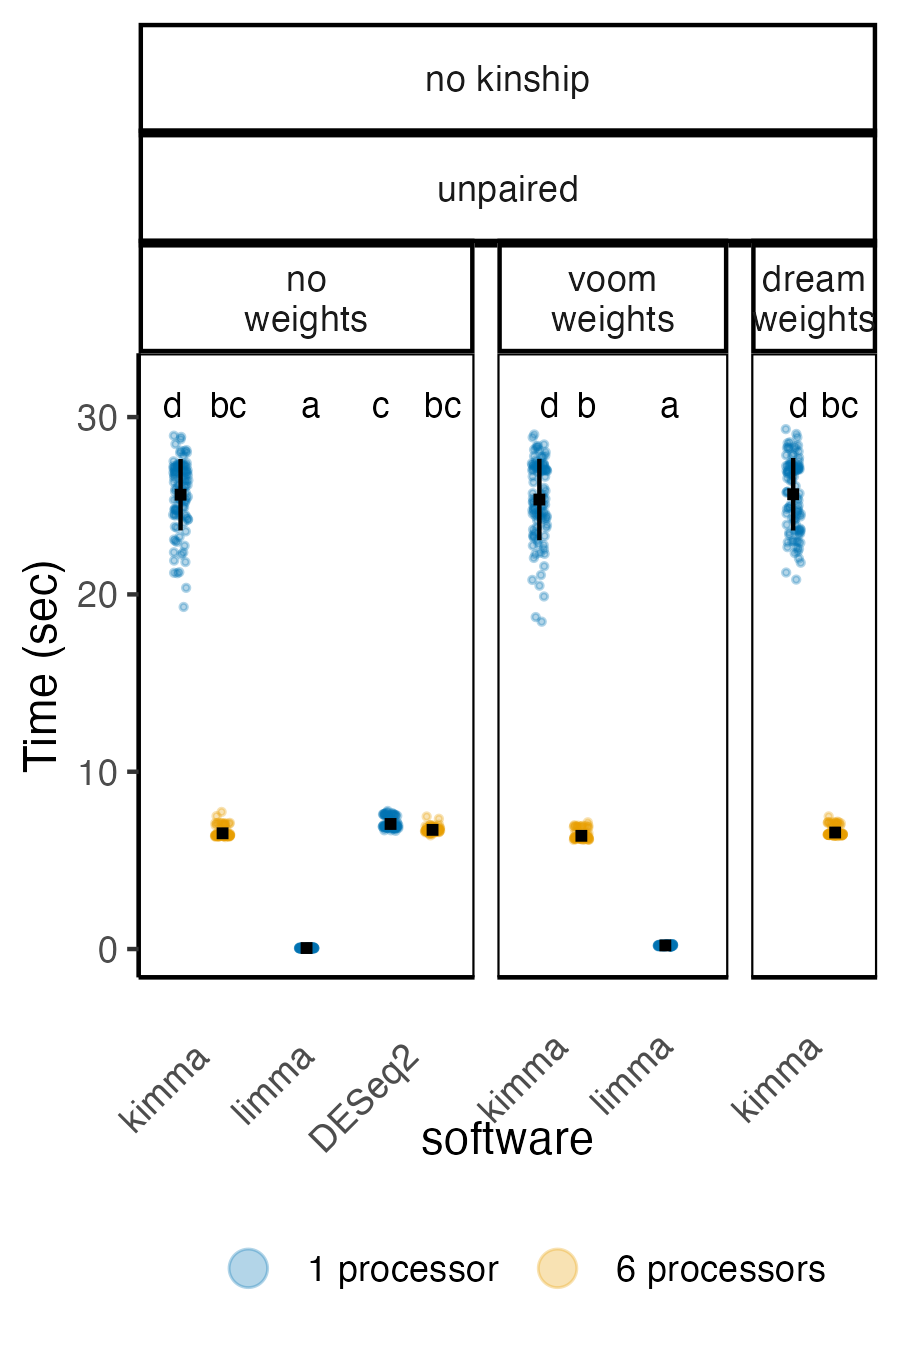 no kinship
unpaired
no
weights
voom
weights
dream
weights
d bc a c bc
d b a
d bc
30
20
10
0
Time (sec)
kimma
limma
DESeq2
kimma
limma
kimma
software
1 processor
6 processors